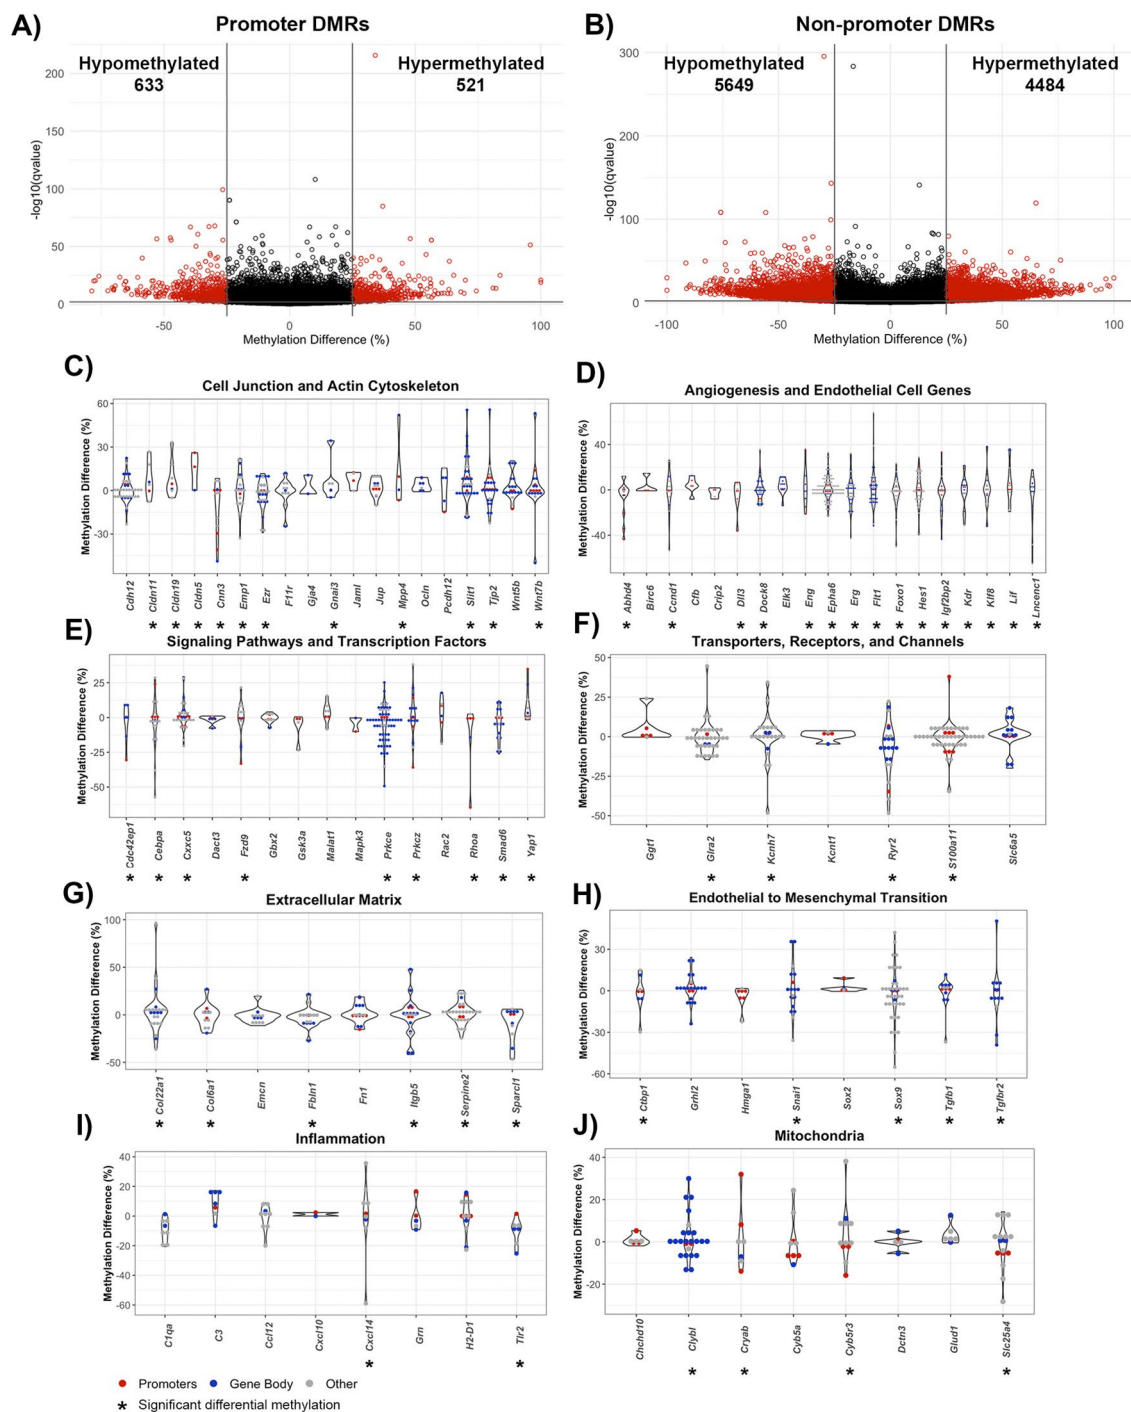 A)
Promoter DMRs
Hypomethylated
633
Hypermethylated
521
-log10(qvalue)
200
150
100
50
0
-50
0
50
100
Methylation Difference (%)
B)
Non-promoter DMRs
Hypomethylated
5649
Hypermethylated
4484
-log10(qvalue)
300
200
100
0
-100
-50
0
50
100
Methylation Difference (%)
C)
Cell Junction and Actin Cytoskeleton
Methylation Difference (%)
60
30
0
-30
Cdh12
Cldn11 *
Cldn19 *
Cldn5 *
Cnn3 *
Emp1 *
Ezr *
F11r
Gja4
Gnai3 *
Jaml
Jup
Mpp4 *
Ocln
Pcdh12
Slit1 *
Tjp2 *
Wnt5b
Wnt7b *
D)
Angiogenesis and Endothelial Cell Genes
Methylation Difference (%)
40
0
-40
Abhd4 *
Birc6
Ccnd1 *
Cfb
Crip2
Dll3 *
Dock8 *
Elk3
Eng *
Epha6 *
Erg *
Flt1 *
Foxo1 *
Hes1 *
Igf2bp2 *
Kdr *
Klf8 *
Lif *
Lncenc1 *
E)
Signaling Pathways and Transcription Factors
Methylation Difference (%)
25
0
-25
-50
Cdc42ep1 *
Cebpa *
Cxxc5 *
Dact3
Fzd9 *
Gbx2
Gsk3a
Malat1
Mapk3
Prkce *
Prkcz *
Rac2
Rhoa *
Smad6 *
Yap1 *
F)
Transporters, Receptors, and Channels
Methylation Difference (%)
50
25
0
-25
-50
Ggt1
Glra2 *
Kcnh7 *
Kcnt1
Ryr2 *
S100a11 *
Slc6a5
G)
Extracellular Matrix
Methylation Difference (%)
100
50
0
-50
Col22a1 *
Col6a1 *
Emcn
Fbln1 *
Fn1
Itgb5 *
Serpine2 *
Sparcl1 *
H)
Endothelial to Mesenchymal Transition
Methylation Difference (%)
30
0
-30
-60
Ctbp1 *
Grhl2
Hmga1
Snai1 *
Sox2
Sox9 *
Tgfb1 *
Tgfbr2 *
I)
Inflammation
Methylation Difference (%)
40
20
0
-20
-40
-60
C1qa
C3
Ccl12
Cxcl10
Cxcl14 *
Grn
H2-D1
Tlr2 *
J)
Mitochondria
Methylation Difference (%)
40
20
0
-20
Chchd10
Clybl *
Cryab *
Cyb5a
Cyb5r3 *
Dctn3
Glud1
Slc25a4 *
Promoters
Gene Body
Other
* Significant differential methylation